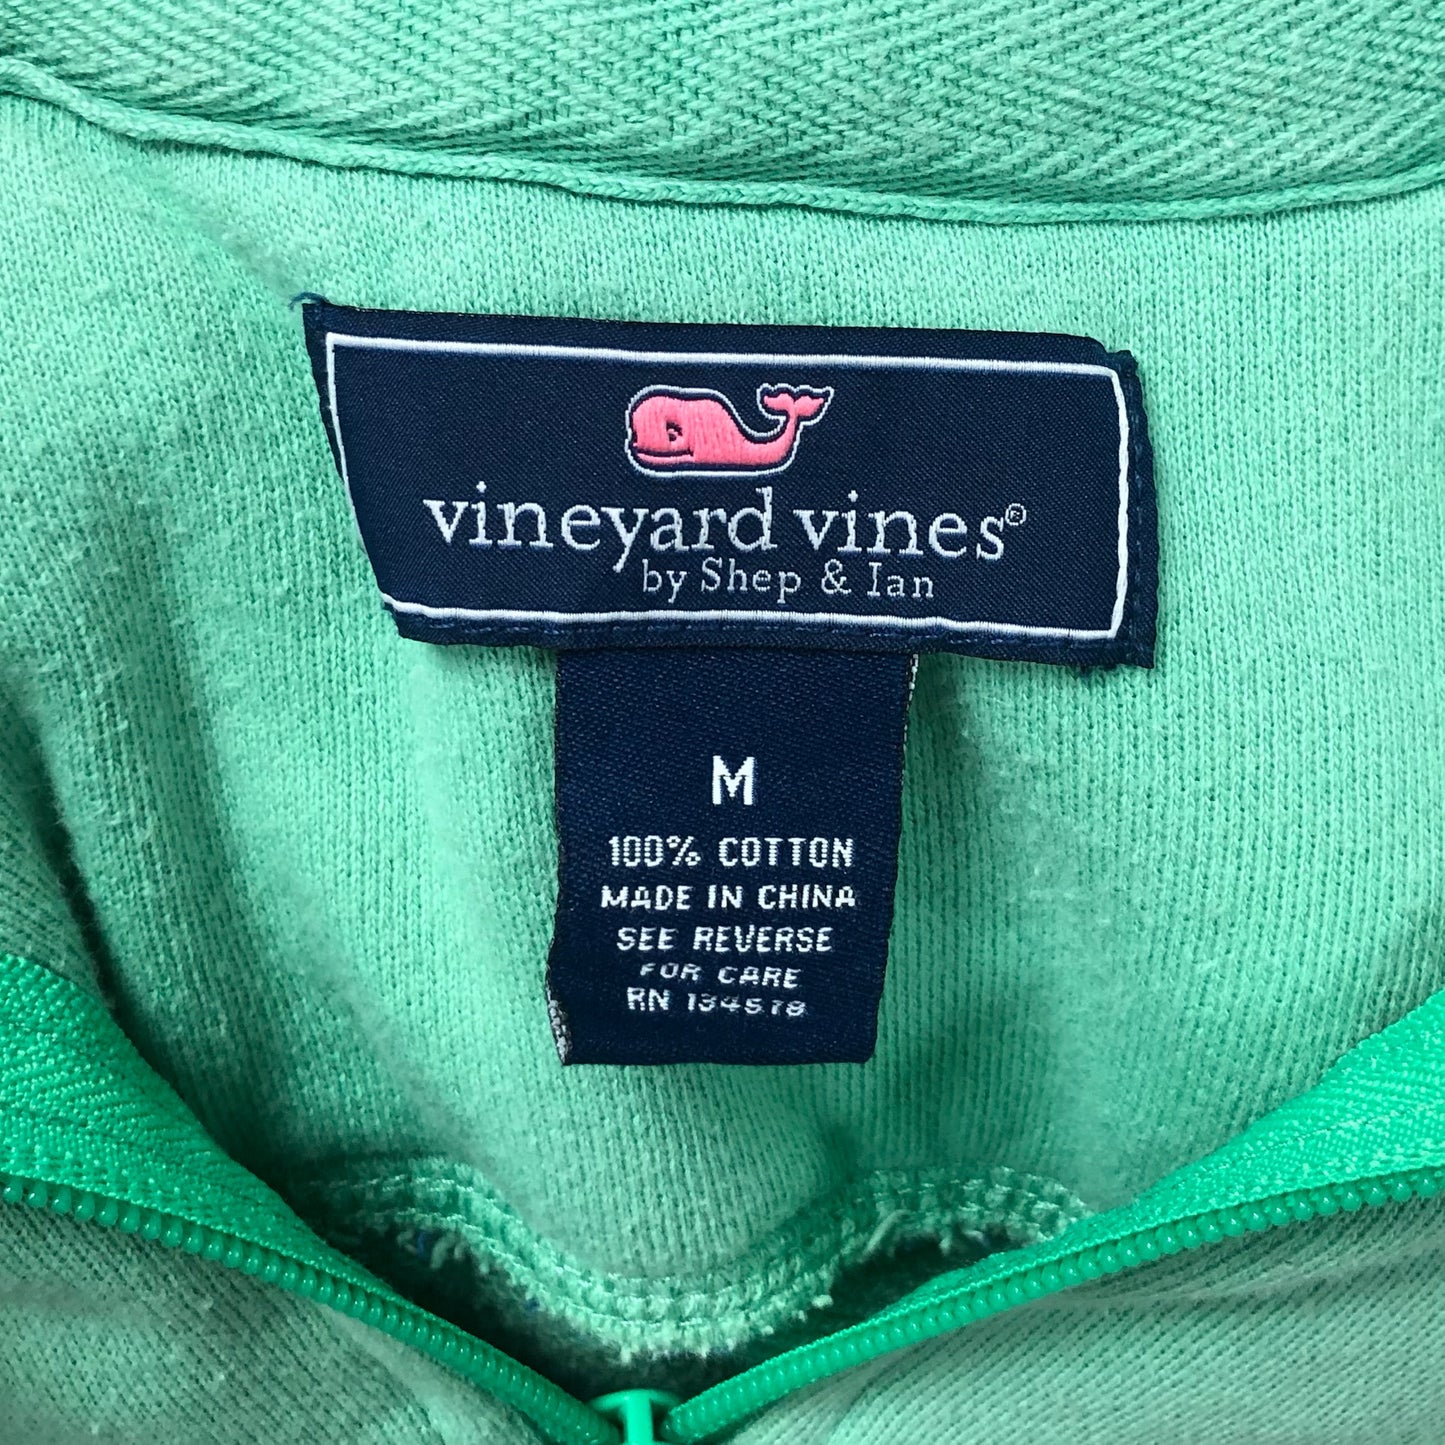 vineyard vines®
by Shep & Ian
M
100% COTTON
MADE IN CHINA
SEE REVERSE
FOR CARE
RN 134578